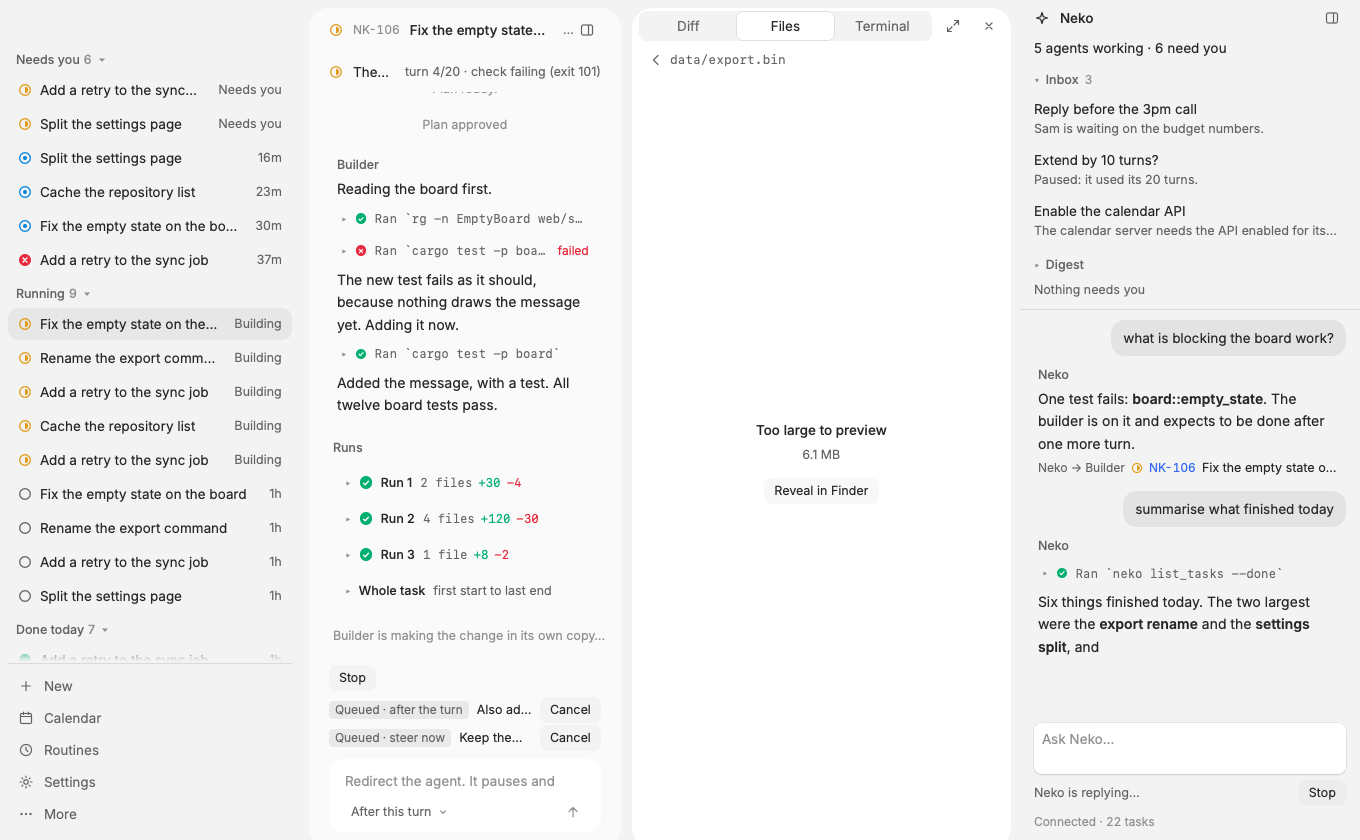 Needs you 6
Add a retry to the sync... Needs you
Split the settings page Needs you
Split the settings page 16m
Cache the repository list 23m
Fix the empty state on the bo... 30m
Add a retry to the sync job 37m
Running 9
Fix the empty state on the... Building
Rename the export comm... Building
Add a retry to the sync job Building
Cache the repository list Building
Add a retry to the sync job Building
Fix the empty state on the board 1h
Rename the export command 1h
Add a retry to the sync job 1h
Split the settings page 1h
Done today 7
Add a retry to the sync job 1h
New
Calendar
Routines
Settings
More
NK-106 Fix the empty state... ...
The... turn 4/20 · check failing (exit 101)
Plan ready.
Plan approved
Builder
Reading the board first.
Ran `rg -n EmptyBoard web/s...
Ran `cargo test -p boa... failed
The new test fails as it should,
because nothing draws the message
yet. Adding it now.
Ran `cargo test -p board`
Added the message, with a test. All
twelve board tests pass.
Runs
Run 1 2 files +30 −4
Run 2 4 files +120 −30
Run 3 1 file +8 −2
Whole task first start to last end
Builder is making the change in its own copy...
Stop
Queued · after the turn Also ad... Cancel
Queued · steer now Keep the... Cancel
Redirect the agent. It pauses and
After this turn
Diff Files Terminal
data/export.bin
Too large to preview
6.1 MB
Reveal in Finder
Neko
5 agents working · 6 need you
Inbox 3
Reply before the 3pm call
Sam is waiting on the budget numbers.
Extend by 10 turns?
Paused: it used its 20 turns.
Enable the calendar API
The calendar server needs the API enabled for its...
Digest
Nothing needs you
what is blocking the board work?
Neko
One test fails: board::empty_state. The
builder is on it and expects to be done after
one more turn.
Neko → Builder NK-106 Fix the empty state o...
summarise what finished today
Neko
Ran `neko list_tasks --done`
Six things finished today. The two largest
were the export rename and the settings
split, and
Ask Neko...
Neko is replying... Stop
Connected · 22 tasks